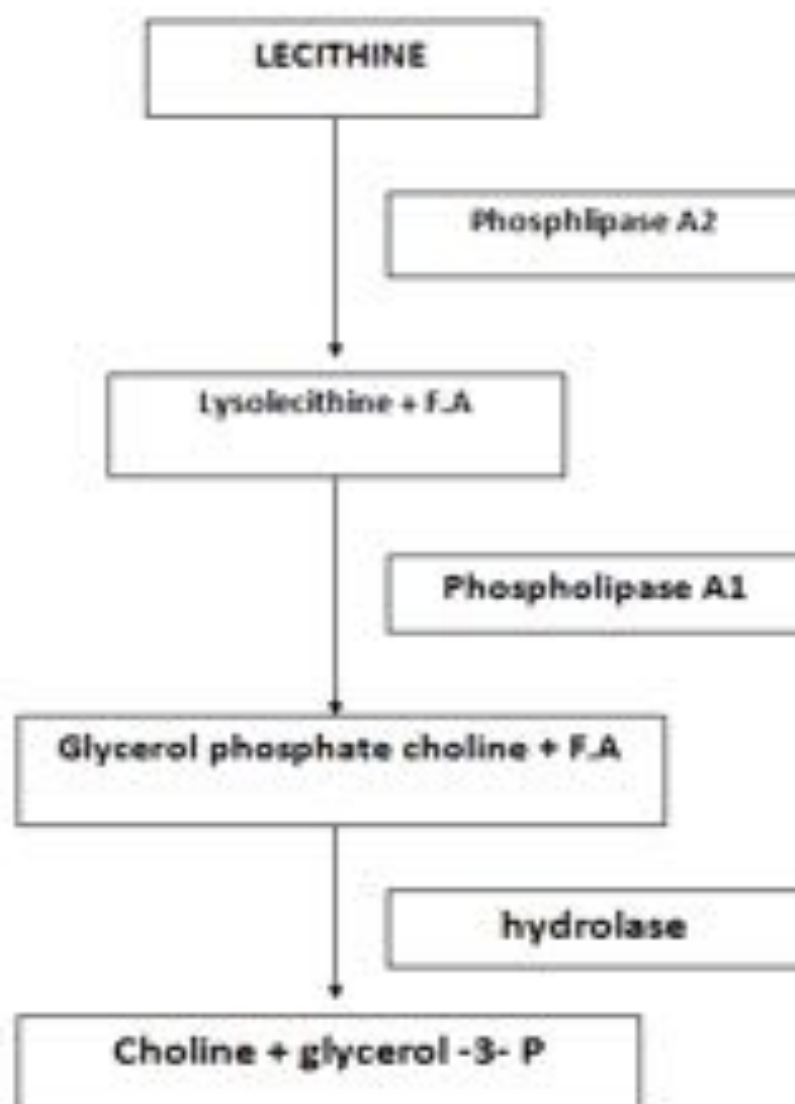 LECITHINE
Phosphlipase A2
Lysolecithine + F.A
Phospholipase A1
Glycerol phosphate choline + F.A
hydrolase
Choline + glycerol -3- P